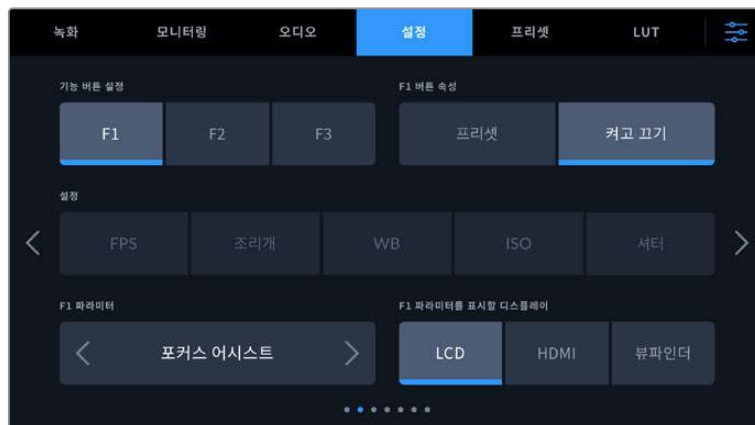 녹화 모니터링 오디오 설정 프리셋 LUT
기능 버튼 설정 F1 버튼 속성
F1 F2 F3 프리셋 켜고 끄기
설정
FPS 조리개 WB ISO 셔터
F1 파라미터 F1 파라미터를 표시할 디스플레이
포커스 어시스트 LCD HDMI 뷰파인더